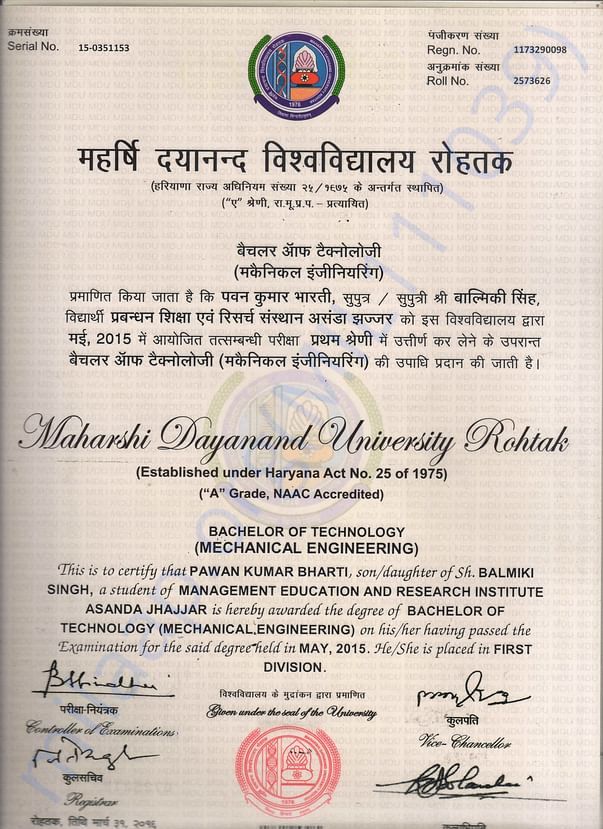 क्रमसंख्या
Serial No. 15-0351153
पंजीकरण संख्या
Regn. No. 1173290098
अनुक्रमांक संख्या
Roll No. 2573626
1976
महर्षि दयानन्द विश्वविद्यालय रोहतक
(हरियाणा राज्य अधिनियम संख्या २५/१९७५ के अन्तर्गत स्थापित)
("ए" श्रेणी, रा.मू.प्र.प. – प्रत्यायित)
बैचलर ऑफ टैक्नोलोजी
(मकैनिकल इंजीनियरिंग)
प्रमाणित किया जाता है कि पवन कुमार भारती, सुपुत्र / सुपुत्री श्री बाल्मिकी सिंह,
विद्यार्थी प्रबन्धन शिक्षा एवं रिसर्च संस्थान असंडा झज्जर को इस विश्वविद्यालय द्वारा
मई, 2015 में आयोजित तत्सम्बन्धी परीक्षा प्रथम श्रेणी में उत्तीर्ण कर लेने के उपरान्त
बैचलर ऑफ टैक्नोलोजी (मकैनिकल इंजीनियरिंग) की उपाधि प्रदान की जाती है।
Maharshi Dayanand University Rohtak
(Established under Haryana Act No. 25 of 1975)
("A" Grade, NAAC Accredited)
BACHELOR OF TECHNOLOGY
(MECHANICAL ENGINEERING)
This is to certify that PAWAN KUMAR BHARTI, son/daughter of Sh. BALMIKI
SINGH, a student of MANAGEMENT EDUCATION AND RESEARCH INSTITUTE
ASANDA JHAJJAR is hereby awarded the degree of BACHELOR OF
TECHNOLOGY (MECHANICAL ENGINEERING) on his/her having passed the
Examination for the said degree held in MAY, 2015. He/She is placed in FIRST
DIVISION.
परीक्षा-नियंत्रक
Controller of Examinations
विश्वविद्यालय के मुद्रांकन द्वारा प्रमाणित
Given under the seal of the University
कुलपति
Vice- Chancellor
कुलसचिव
Registrar
रोहतक, तिथि मार्च ३१, २०१६